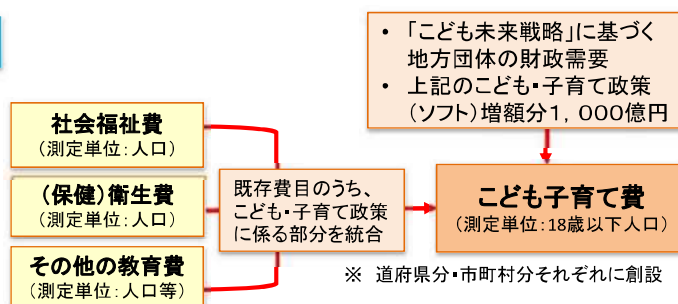 ・「こども未来戦略」に基づく
地方団体の財政需要
・ 上記のこども・子育て政策
（ソフト）増額分１，０００億円
社会福祉費
（測定単位：人口）
（保健）衛生費
（測定単位：人口）
その他の教育費
（測定単位：人口等）
既存費目のうち、
こども・子育て政策
に係る部分を統合
こども子育て費
（測定単位：18歳以下人口）
※ 道府県分・市町村分それぞれに創設